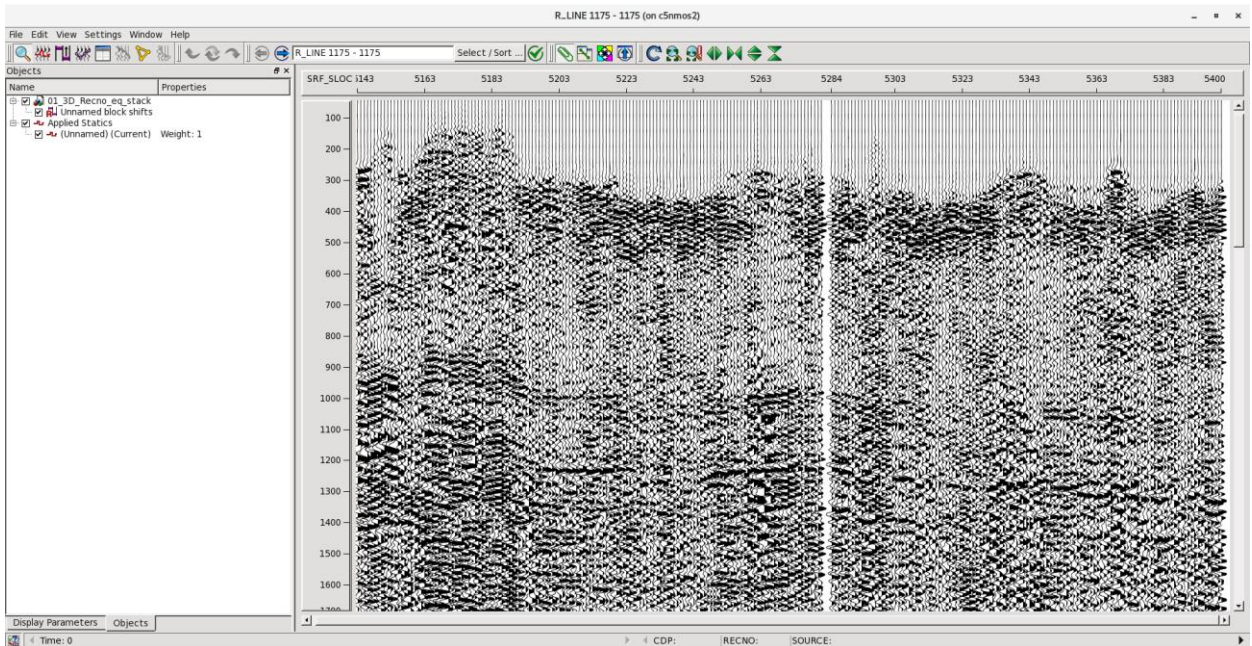 R_LINE 1175 - 1175 (on c5nmos2)
File Edit View Settings Window Help
R_LINE 1175 - 1175 Select / Sort ...
Objects
Name Properties
01_3D_Recno_eq_stack
Unnamed block shifts
Applied Statics
(Unnamed) (Current) Weight: 1
SRF_SLOC 5143 5163 5183 5203 5223 5243 5263 5284 5303 5323 5343 5363 5383 5400
100
200
300
400
500
600
700
800
900
1000
1100
1200
1300
1400
1500
1600
1700
Display Parameters Objects
Time: 0 CDP: RECNO: SOURCE: